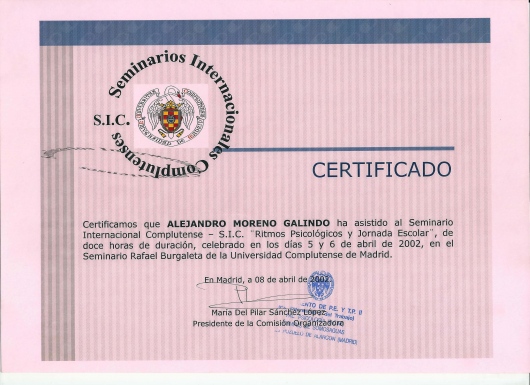 Seminarios Internacionales Complutenses
S.I.C.
CERTIFICADO
Certificamos que ALEJANDRO MORENO GALINDO ha asistido al Seminario
Internacional Complutense – S.I.C. ¨Ritmos Psicológicos y Jornada Escolar¨, de
doce horas de duración, celebrado en los días 5 y 6 de abril de 2002, en el
Seminario Rafael Burgaleta de la Universidad Complutense de Madrid.
En Madrid, a 08 de abril de 2002
María Del Pilar Sánchez López
Presidente de la Comisión Organizadora